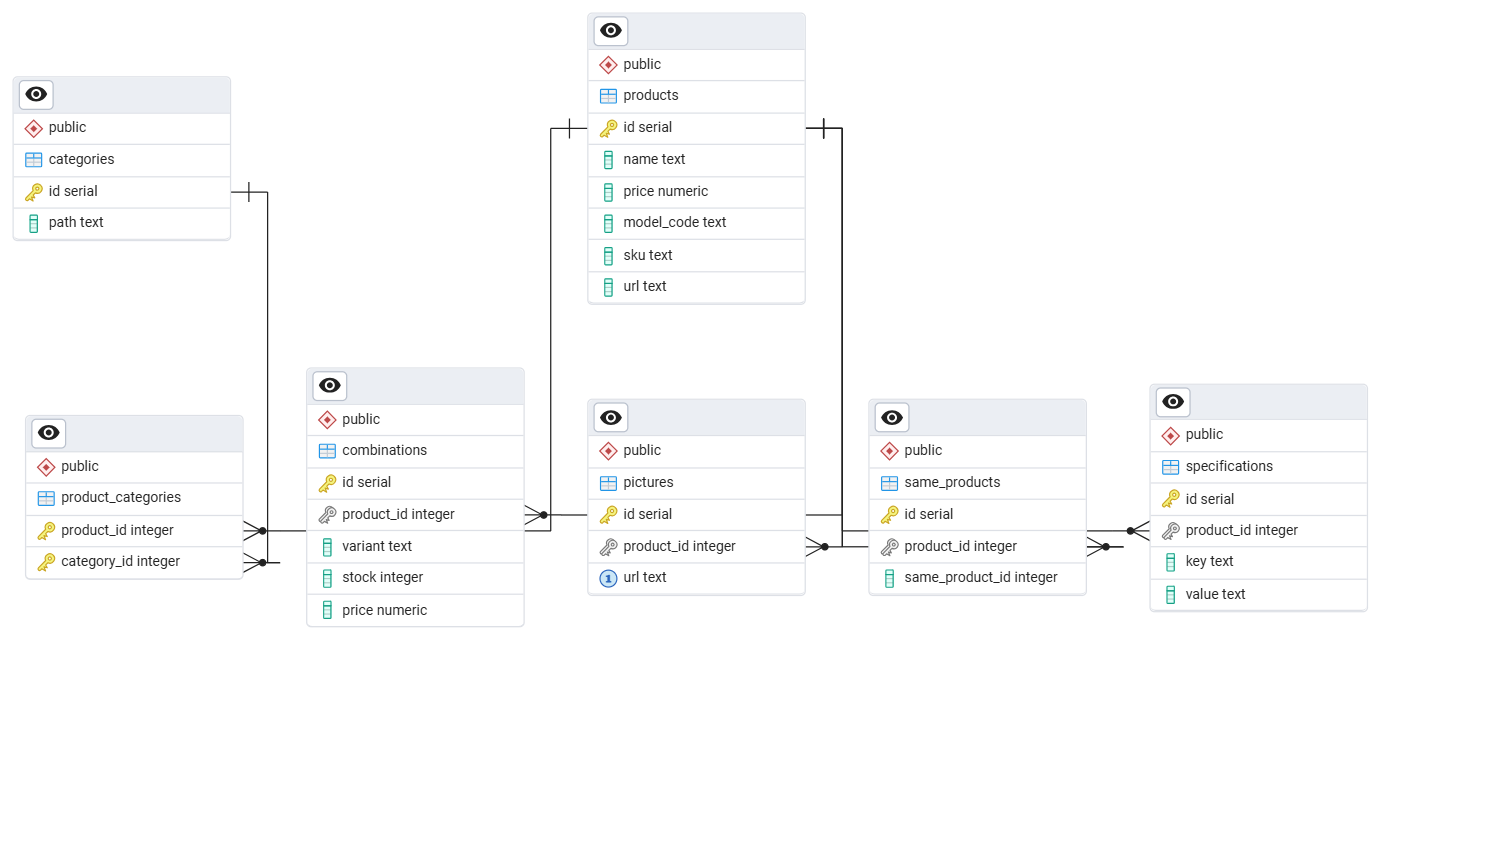 public
categories
id serial
path text
public
products
id serial
name text
price numeric
model_code text
sku text
url text
public
product_categories
product_id integer
category_id integer
public
combinations
id serial
product_id integer
variant text
stock integer
price numeric
public
pictures
id serial
product_id integer
1 url text
public
same_products
id serial
product_id integer
same_product_id integer
public
specifications
id serial
product_id integer
key text
value text